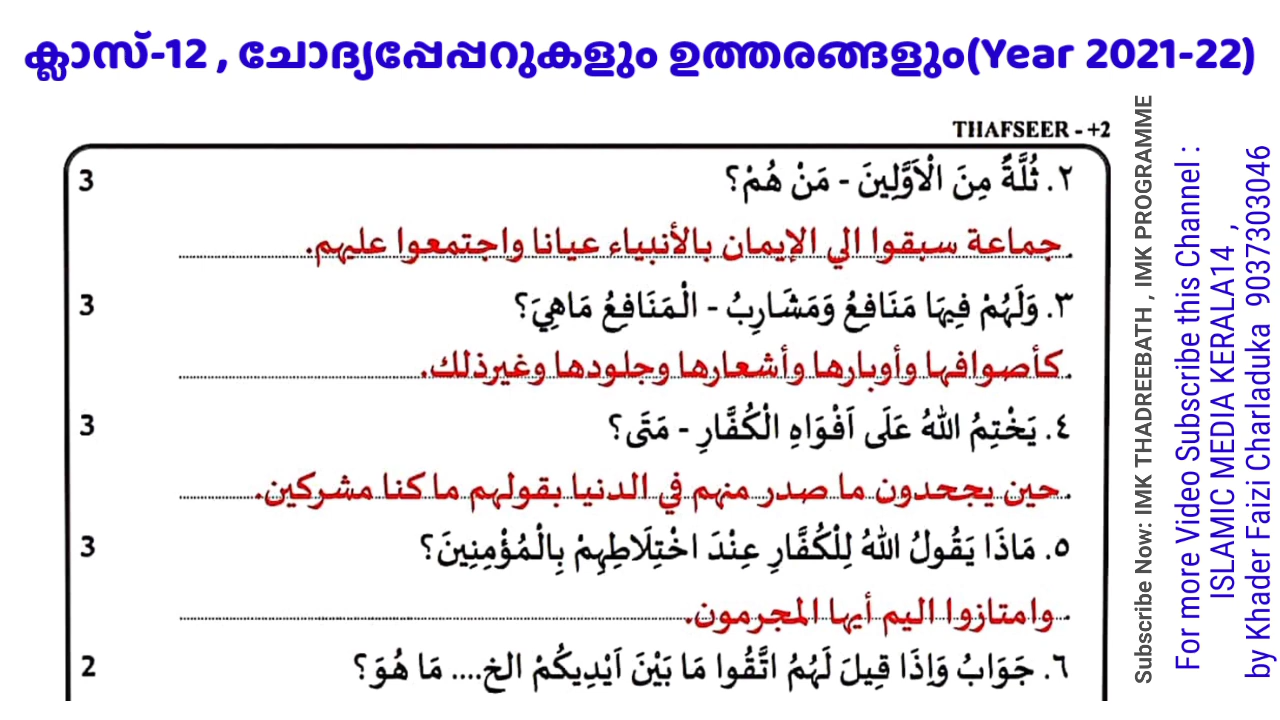 ക്ലാസ്-12 , ചോദ്യപ്പേപ്പറുകളും ഉത്തരങ്ങളും(Year 2021-22)
THAFSEER - +2
٢. ثُلَّةٌ مِنَ الْاَوَّلِينَ - مَنْ هُمْ؟ 3
جماعة سبقوا الي الإيمان بالأنبياء عيانا واجتمعوا عليهم.
٣. وَلَهُمْ فِيهَا مَنَافِعُ وَمَشَارِبُ - الْمَنَافِعُ مَاهِيَ؟ 3
كأصوافها وأوبارها وأشعارها وجلودها وغيرذلك.
٤. يَخْتِمُ اللهُ عَلَى اَفْوَاهِ الْكُفَّارِ - مَتَى؟ 3
حين يجحدون ما صدر منهم في الدنيا بقولهم ما كنا مشركين.
٥. مَاذَا يَقُولُ اللهُ لِلْكُفَّارِ عِنْدَ اخْتِلَاطِهِمْ بِالْمُؤْمِنِينَ؟ 3
وامتازوا اليم أيها المجرمون.
٦. جَوَابُ وَاِذَا قِيلَ لَهُمُ اتَّقُوا مَا بَيْنَ اَيْدِيكُمْ الخ.... مَا هُوَ؟ 2
Subscribe Now: IMK THADREEBATH , IMK PROGRAMME
For more Video Subscribe this Channel :
ISLAMIC MEDIA KERALA14 ,
by Khader Faizi Charladuka 9037303046